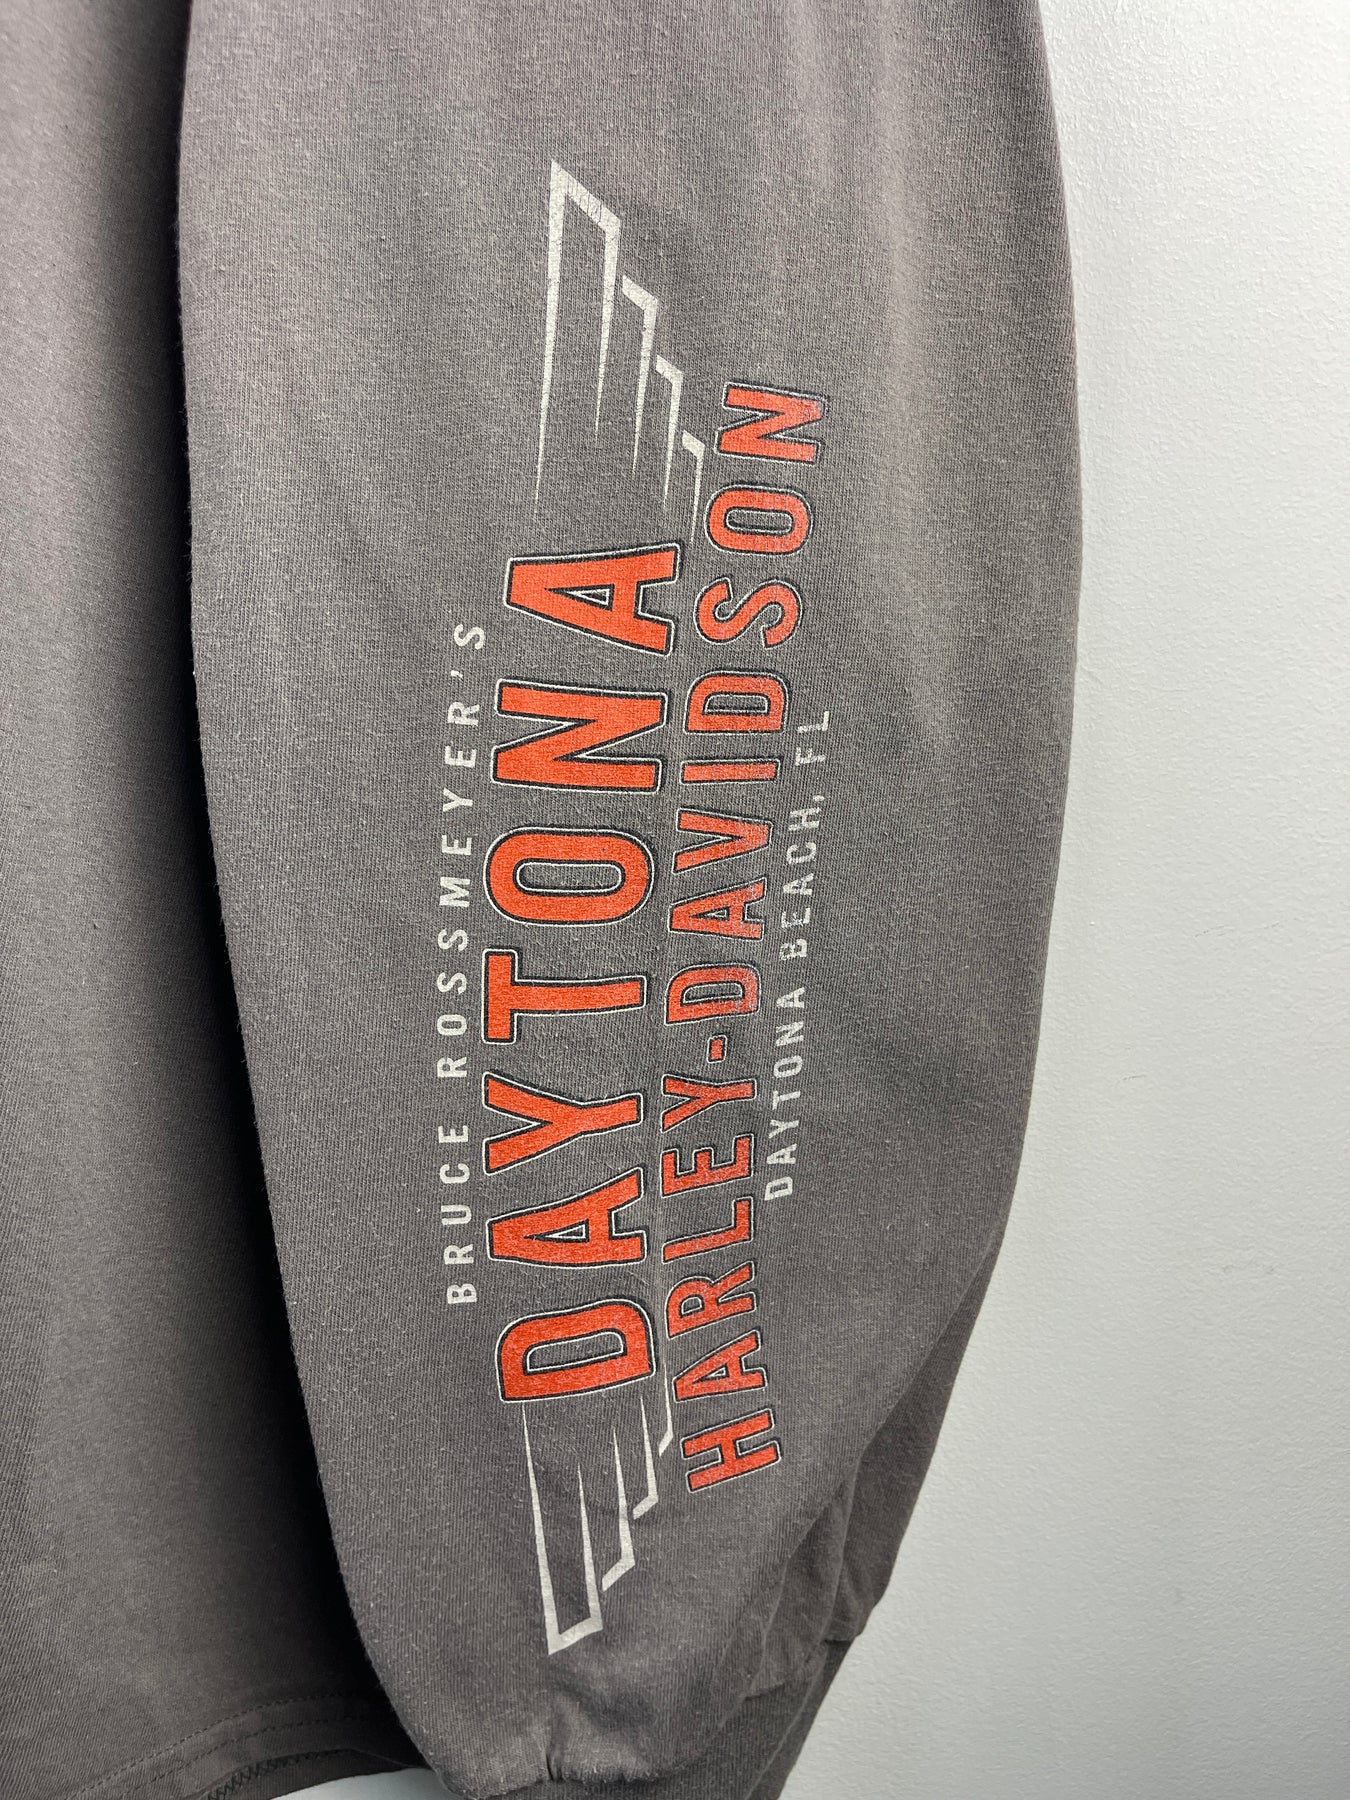 BRUCE ROSSMEYER'S
DAYTONA
HARLEY-DAVIDSON
DAYTONA BEACH, FL